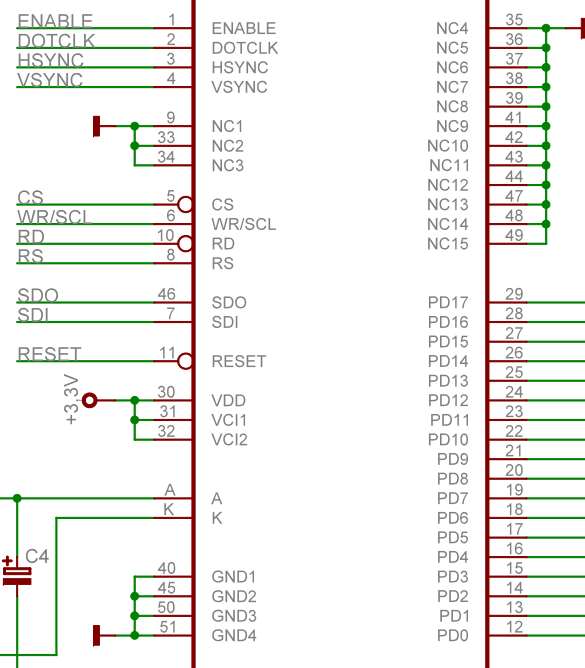 ENABLE 1 ENABLE NC4 35
DOTCLK 2 DOTCLK NC5 36
HSYNC 3 HSYNC NC6 37
VSYNC 4 VSYNC NC7 38
NC8 39
9 NC1 NC9 41
33 NC2 NC10 42
34 NC3 NC11 43
NC12 44
CS 5 CS NC13 47
WR/SCL 6 WR/SCL NC14 48
RD 10 RD NC15 49
RS 8 RS
SDO 46 SDO PD17 29
SDI 7 SDI PD16 28
PD15 27
RESET 11 RESET PD14 26
PD13 25
+3.3V 30 VDD PD12 24
31 VCI1 PD11 23
32 VCI2 PD10 22
PD9 21
PD8 20
A A PD7 19
K K PD6 18
PD5 17
+ C4 PD4 16
40 GND1 PD3 15
45 GND2 PD2 14
50 GND3 PD1 13
51 GND4 PD0 12